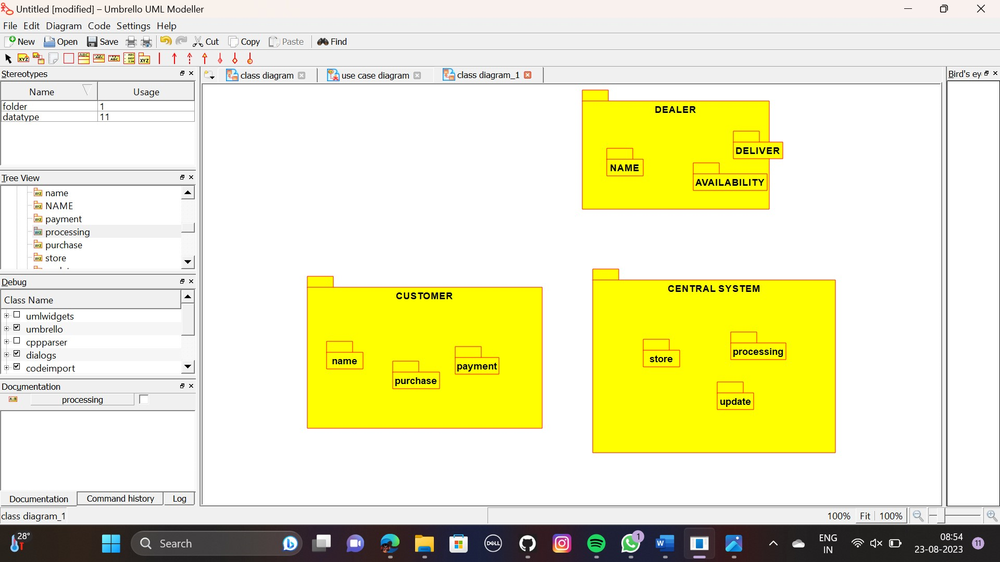 Untitled [modified] – Umbrello UML Modeller
File Edit Diagram Code Settings Help
New Open Save Cut Copy Paste Find
Stereotypes
Name Usage
folder 1
datatype 11
Tree View
name
NAME
payment
processing
purchase
store
Debug
Class Name
umlwidgets
umbrello
cppparser
dialogs
codeimport
Documentation
processing
Documentation Command history Log
class diagram use case diagram class diagram_1
DEALER
DELIVER
NAME
AVAILABILITY
CUSTOMER
name
payment
purchase
CENTRAL SYSTEM
processing
store
update
Bird's ey
class diagram_1
100% Fit 100%
28°
Search
DELL
1
ENG
IN
08:54
23-08-2023
11